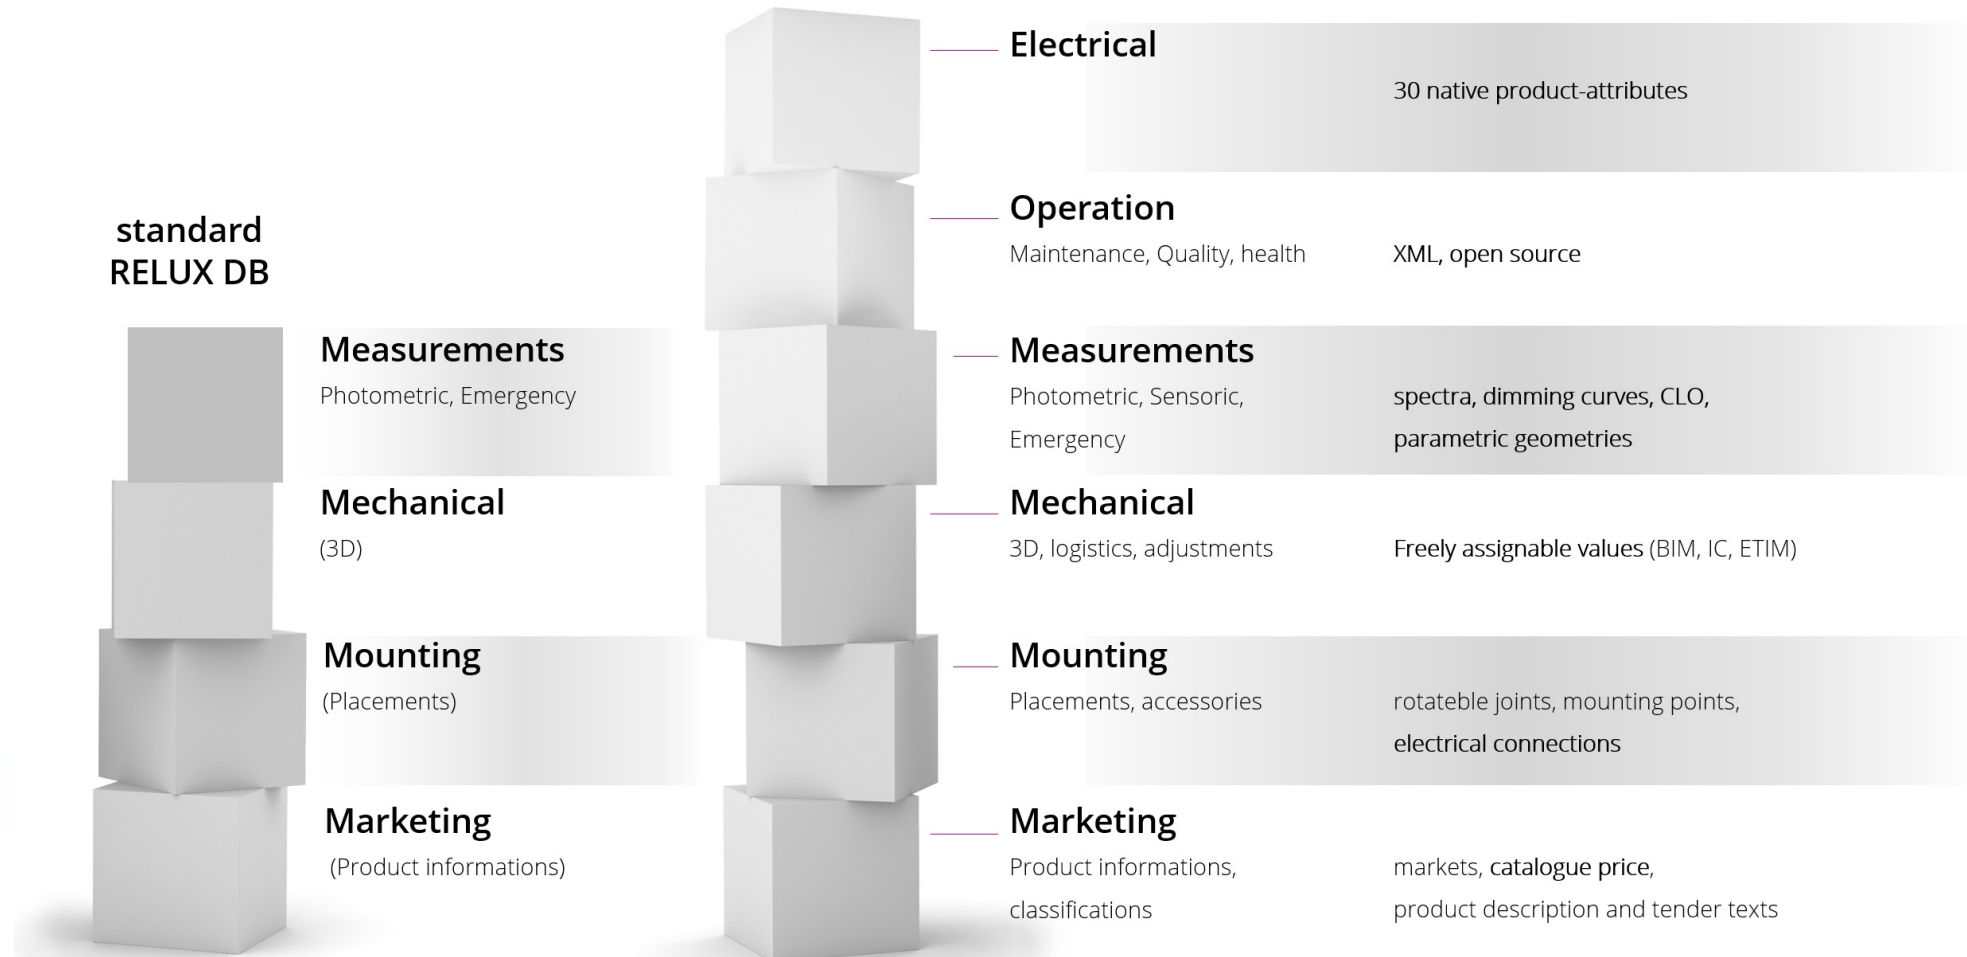 standard
RELUX DB
Measurements
Photometric, Emergency
Mechanical
(3D)
Mounting
(Placements)
Marketing
(Product informations)
Electrical
30 native product-attributes
Operation
Maintenance, Quality, health
XML, open source
Measurements
Photometric, Sensoric,
Emergency
spectra, dimming curves, CLO,
parametric geometries
Mechanical
3D, logistics, adjustments
Freely assignable values (BIM, IC, ETIM)
Mounting
Placements, accessories
rotateble joints, mounting points,
electrical connections
Marketing
Product informations,
classifications
markets, catalogue price,
product description and tender texts